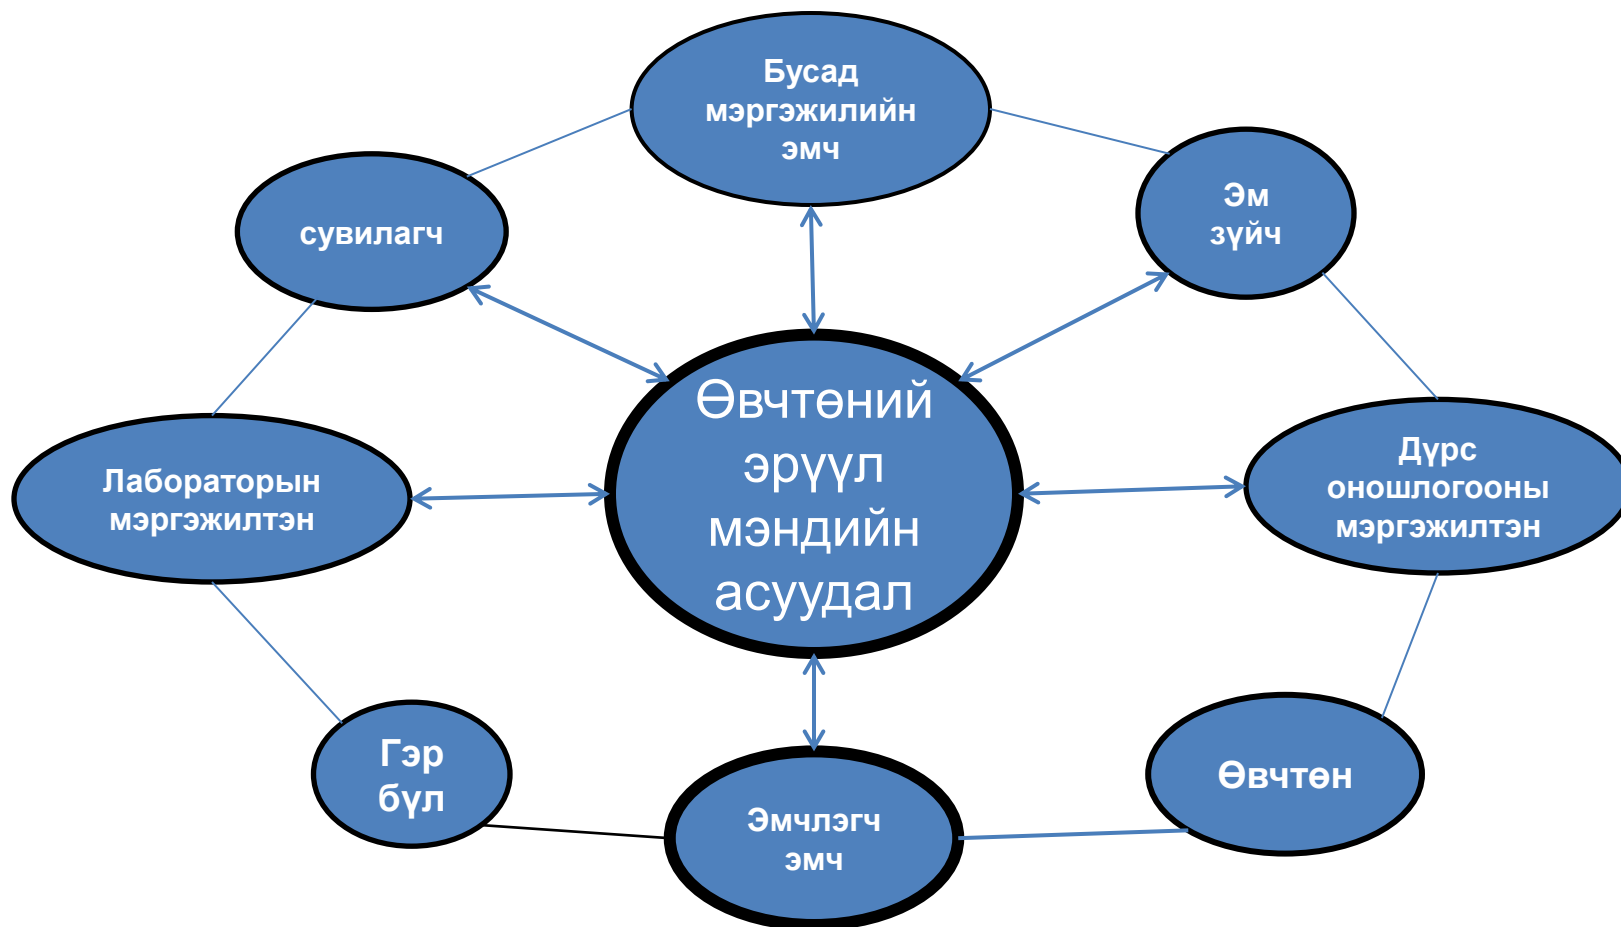 Бусад
мэргэжилийн
эмч
Эм
зүйч
сувилагч
Өвчтөний
эрүүл
мэндийн
асуудал
Лабораторын
мэргэжилтэн
Дүрс
оношлогооны
мэргэжилтэн
Гэр
бүл
Эмчлэгч
эмч
Өвчтөн